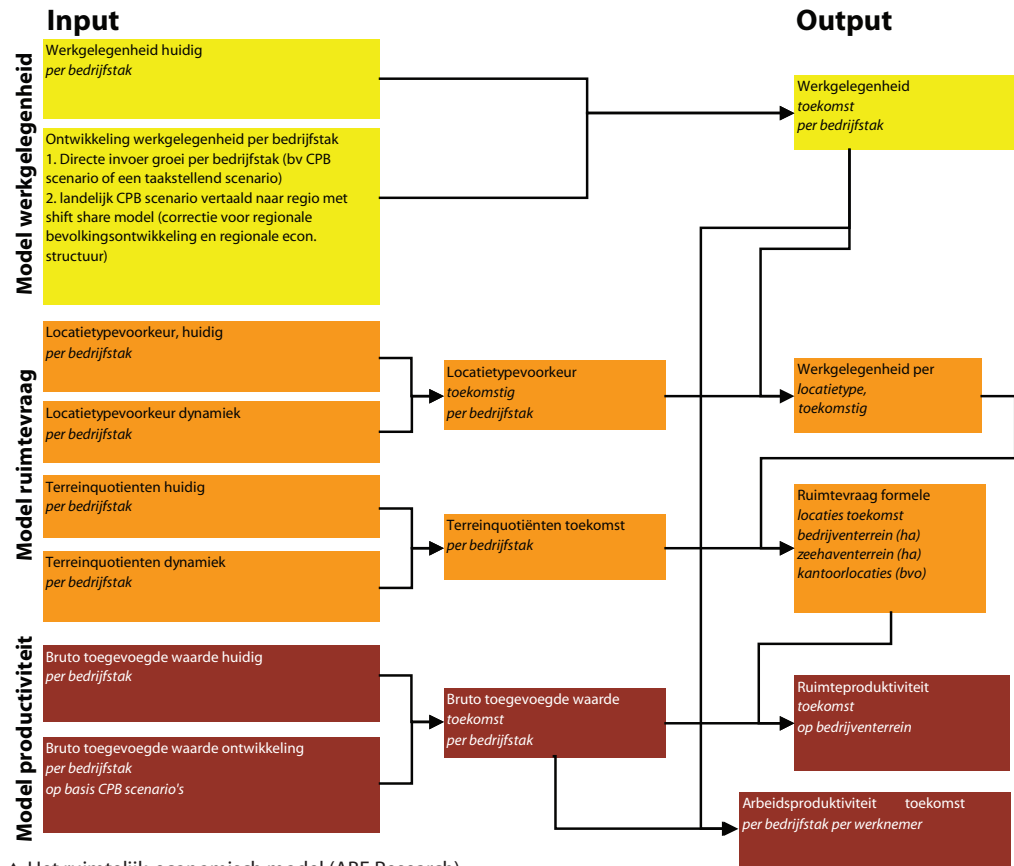 Input
Output
Model werkgelegenheid
Werkgelegenheid huidig
per bedrijfstak
Ontwikkeling werkgelegenheid per bedrijfstak
1. Directe invoer groei per bedrijfstak (bv CPB
scenario of een taakstellend scenario)
2. landelijk CPB scenario vertaald naar regio met
shift share model (correctie voor regionale
bevolkingsontwikkeling en regionale econ.
structuur)
Werkgelegenheid
toekomst
per bedrijfstak
Model ruimtevraag
Locatietypevoorkeur, huidig
per bedrijfstak
Locatietypevoorkeur dynamiek
per bedrijfstak
Locatietypevoorkeur
toekomstig
per bedrijfstak
Werkgelegenheid per
locatietype,
toekomstig
Terreinquotienten huidig
per bedrijfstak
Terreinquotienten dynamiek
per bedrijfstak
Terreinquotiënten toekomst
per bedrijfstak
Ruimtevraag formele
locaties toekomst
bedrijventerrein (ha)
zeehaventerrein (ha)
kantoorlocaties (bvo)
Model productiviteit
Bruto toegevoegde waarde huidig
per bedrijfstak
Bruto toegevoegde waarde ontwikkeling
per bedrijfstak
op basis CPB scenario's
Bruto toegevoegde waarde
toekomst
per bedrijfstak
Ruimteproduktiviteit
toekomst
op bedrijventerrein
Arbeidsproduktiviteit toekomst
per bedrijfstak per werknemer